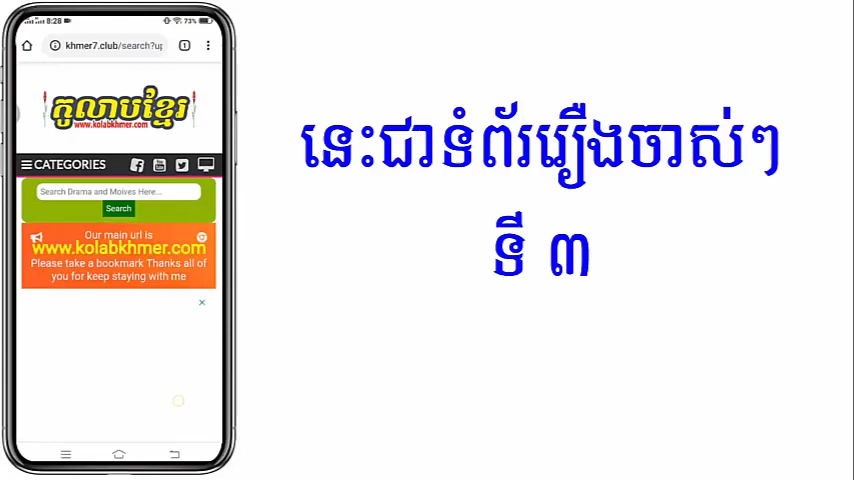 8:28
73%
khmer7.club/search?up
1
កូលាបខ្មែរ
www.kolabkhmer.com
CATEGORIES
Search Drama and Moives Here...
Search
Our main url is
www.kolabkhmer.com
Please take a bookmark Thanks all of
you for keep staying with me
នេះជាទំព័ររឿងចាស់ៗ
ទី ៣